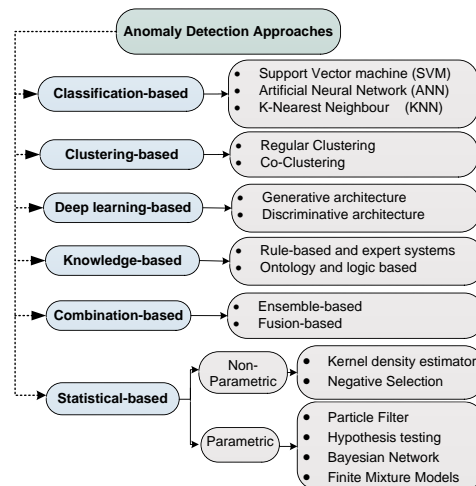 Anomaly Detection Approaches
Classification-based
• Support Vector machine (SVM)
• Artificial Neural Network (ANN)
• K-Nearest Neighbour (KNN)
Clustering-based
• Regular Clustering
• Co-Clustering
Deep learning-based
• Generative architecture
• Discriminative architecture
Knowledge-based
• Rule-based and expert systems
• Ontology and logic based
Combination-based
• Ensemble-based
• Fusion-based
Statistical-based
Non-
Parametric
• Kernel density estimator
• Negative Selection
Parametric
• Particle Filter
• Hypothesis testing
• Bayesian Network
• Finite Mixture Models